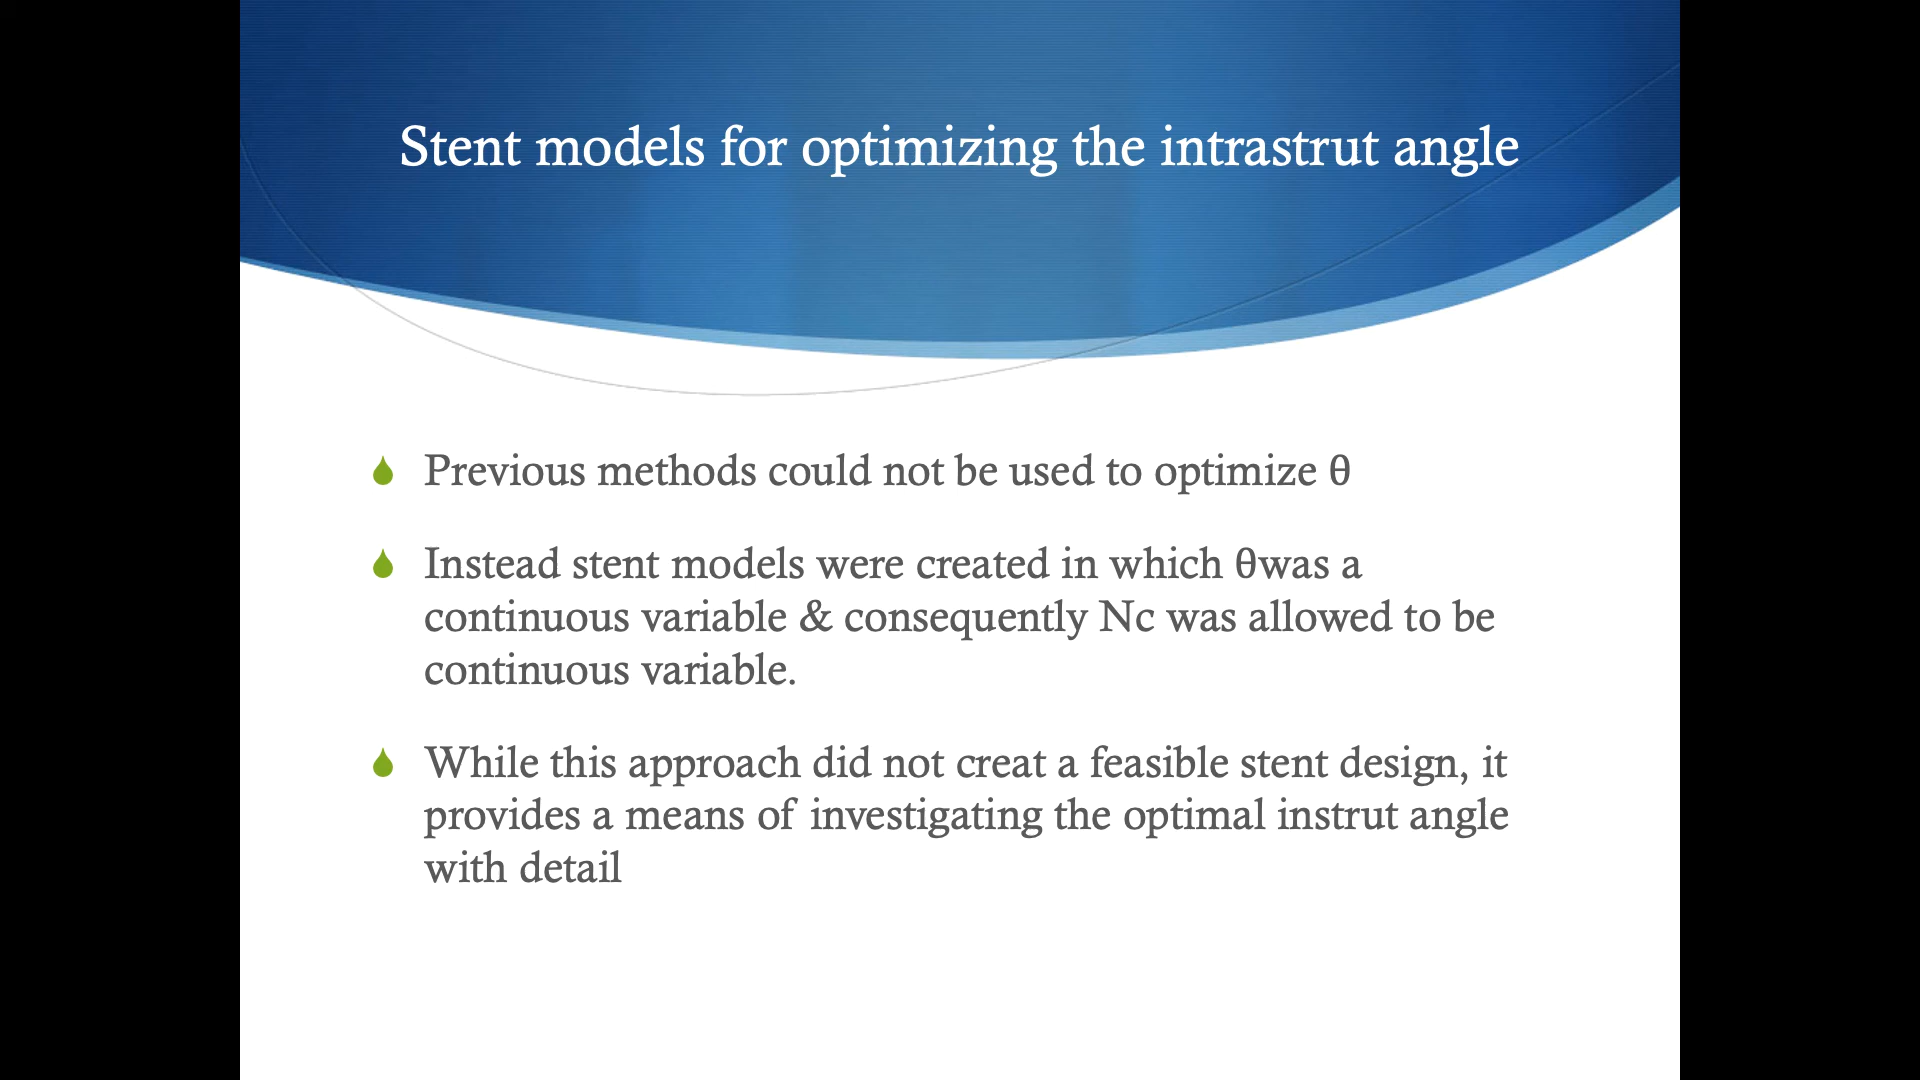 Stent models for optimizing the intrastrut angle
Previous methods could not be used to optimize θ
Instead stent models were created in which θwas a
continuous variable & consequently Nc was allowed to be
continuous variable.
While this approach did not creat a feasible stent design, it
provides a means of investigating the optimal instrut angle
with detail